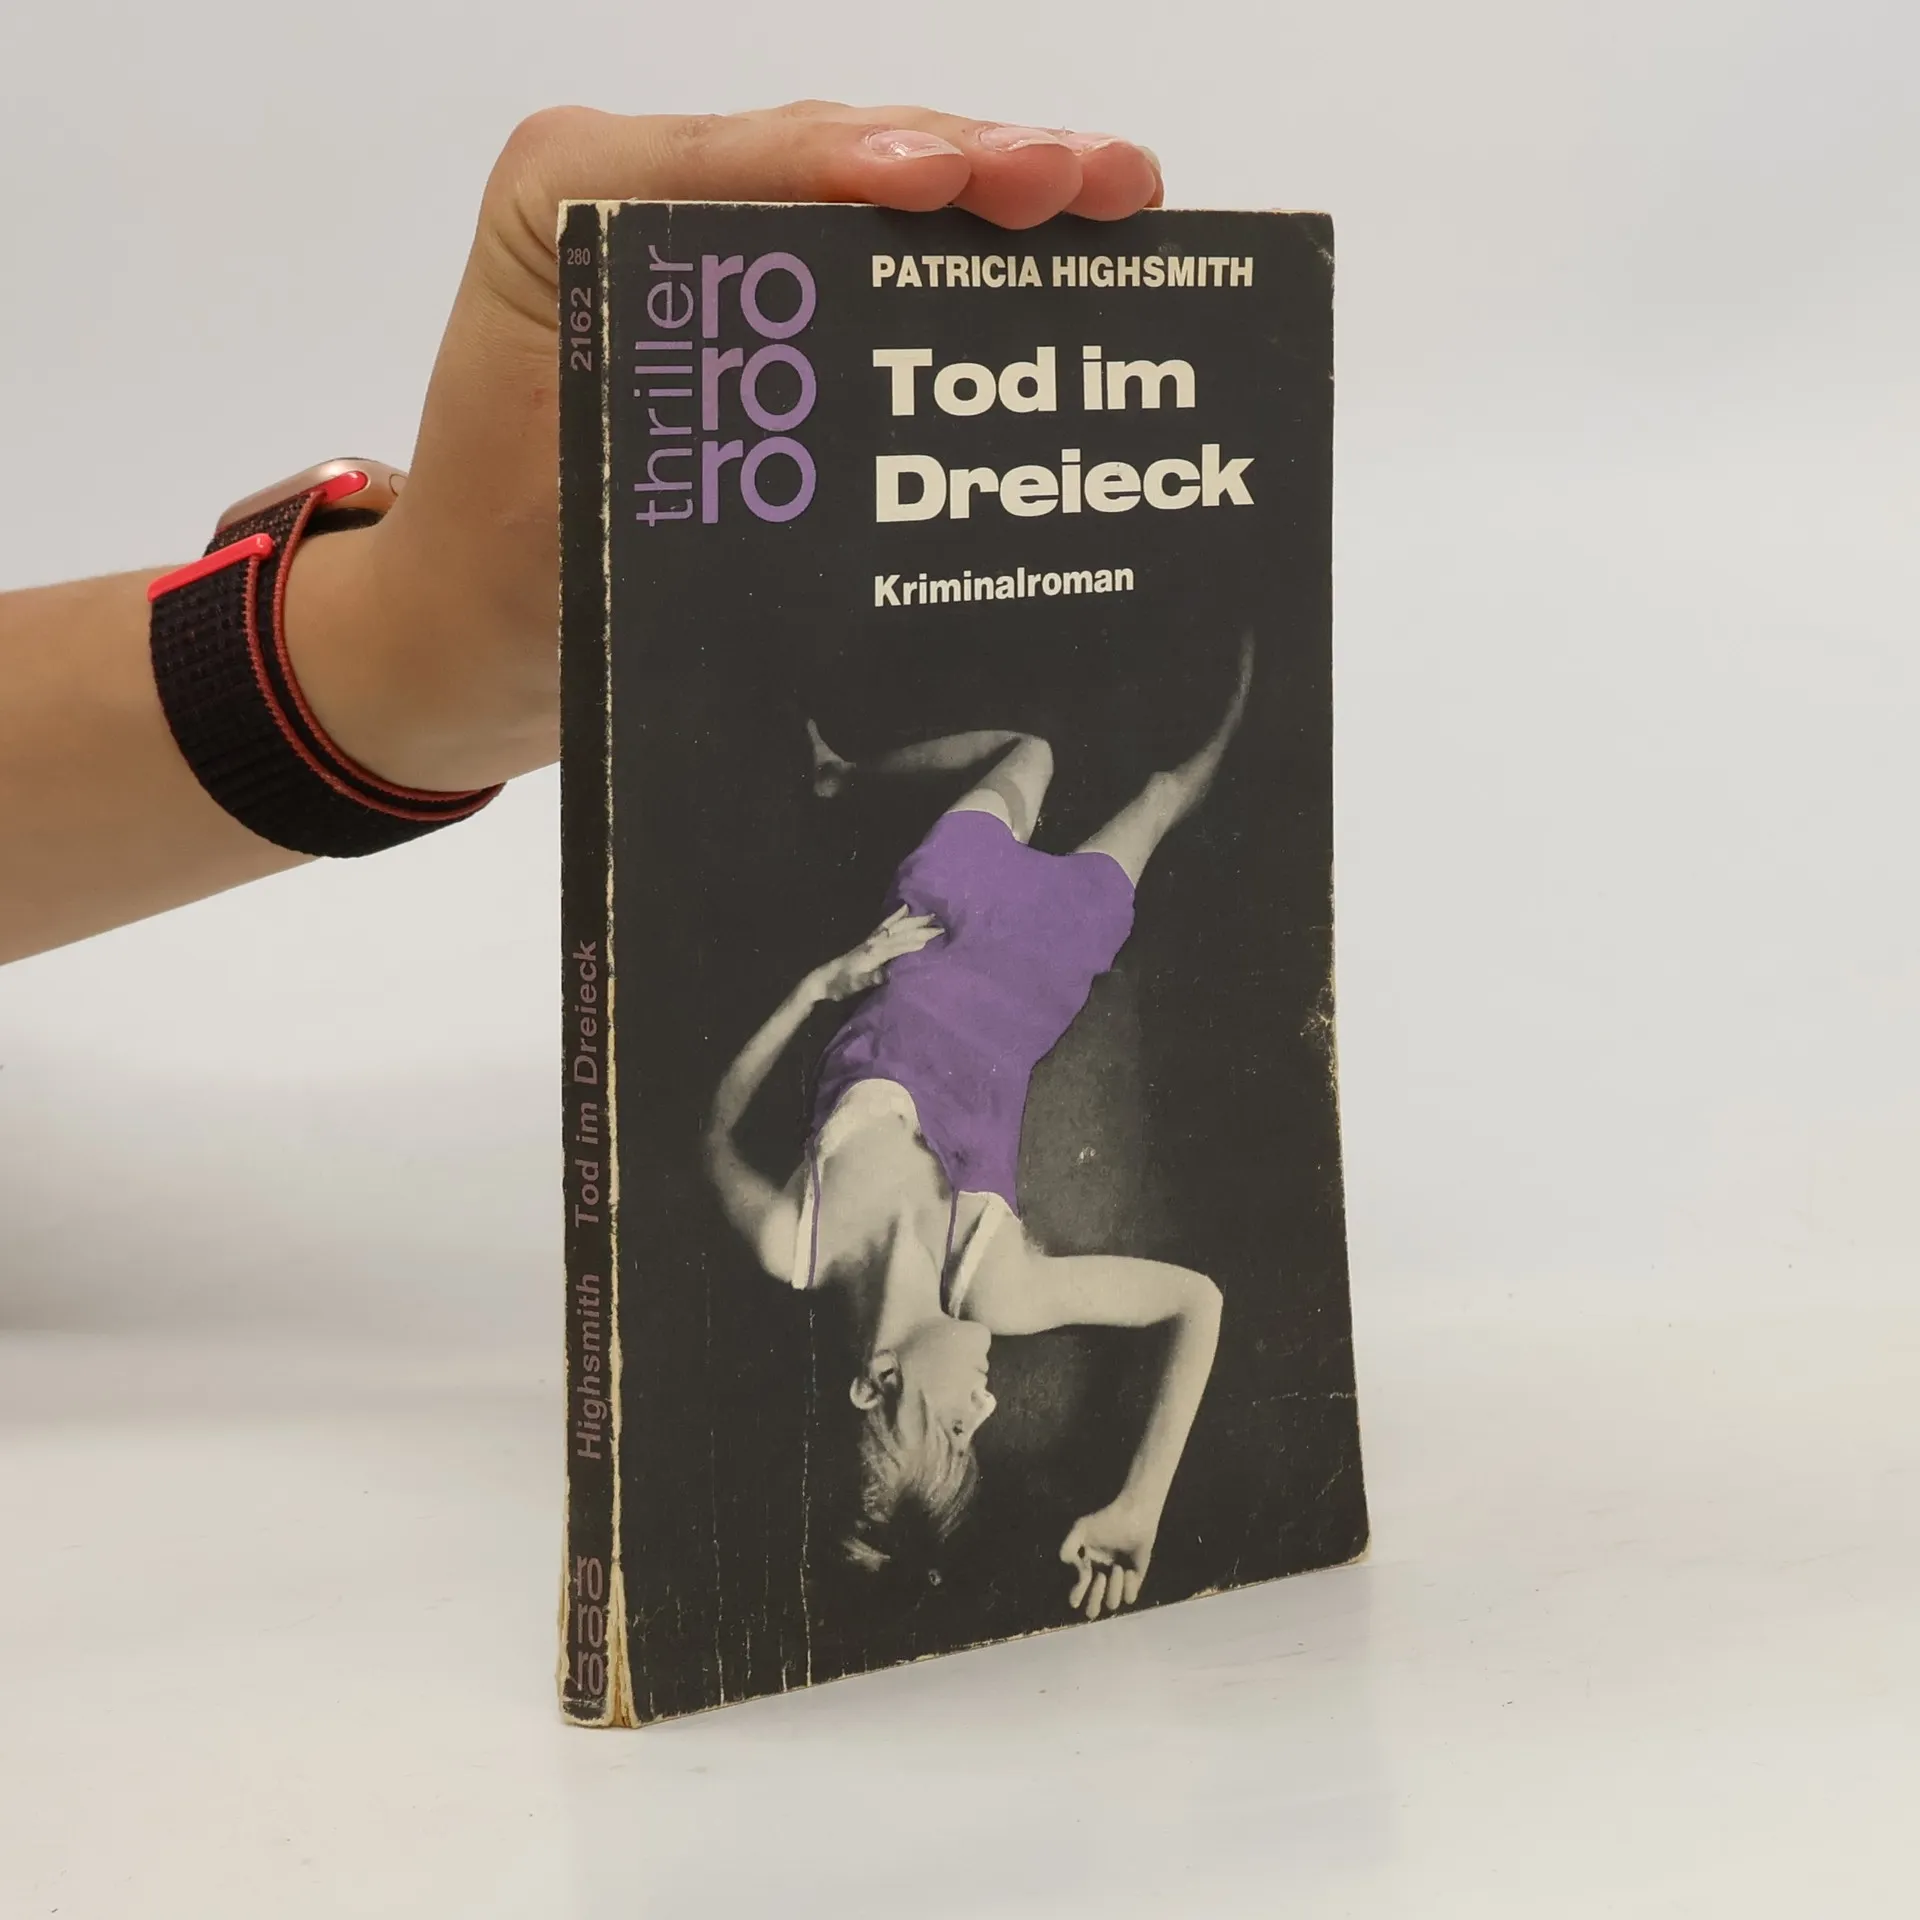 280
2162
Highsmith Tod im Dreieck
ro
ro
ro
thriller
ro
ro
ro
PATRICIA HIGHSMITH
Tod im
Dreieck
Kriminalroman